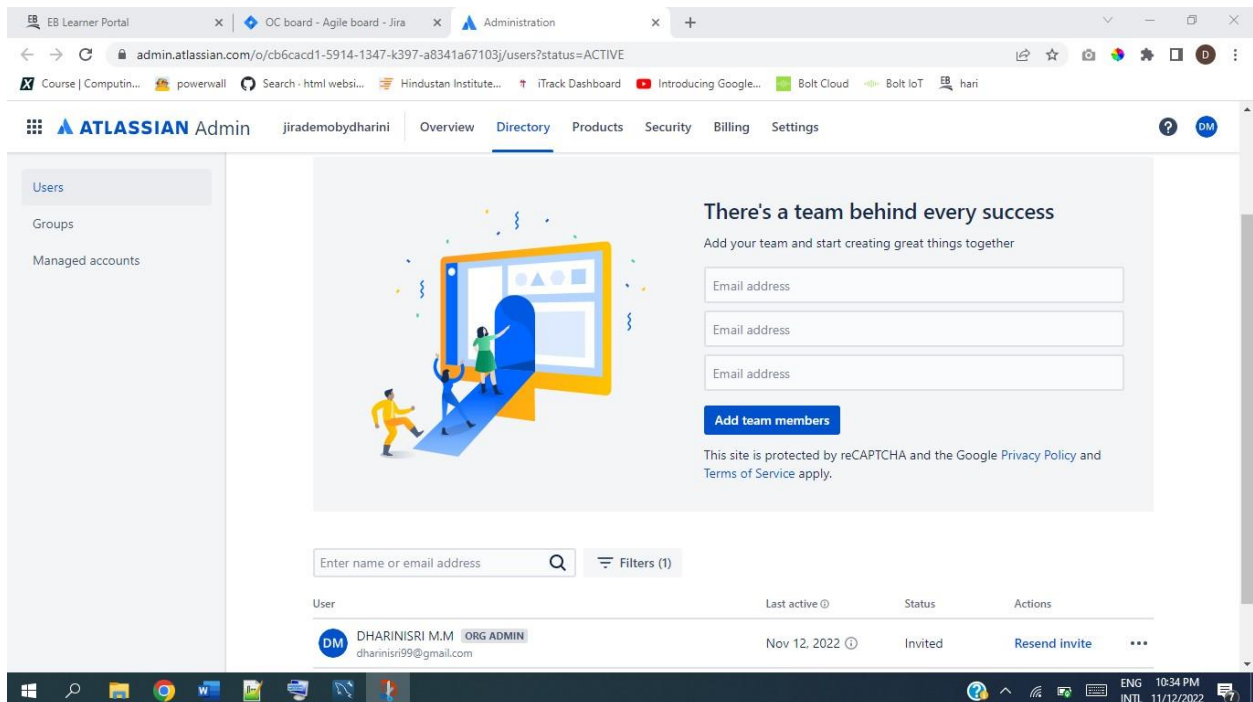 EB Learner Portal
OC board - Agile board - Jira
Administration
admin.atlassian.com/o/cb6cacd1-5914-1347-k397-a8341a67103j/users?status=ACTIVE
D
Course | Computin...
powerwall
Search · html websi...
Hindustan Institute...
iTrack Dashboard
Introducing Google...
Bolt Cloud
Bolt IoT
hari
ATLASSIAN Admin
jirademobydharini
Overview
Directory
Products
Security
Billing
Settings
DM
Users
Groups
Managed accounts
There's a team behind every success
Add your team and start creating great things together
Email address
Email address
Email address
Add team members
This site is protected by reCAPTCHA and the Google Privacy Policy and
Terms of Service apply.
Enter name or email address
Filters (1)
User
Last active
Status
Actions
DM
DHARINISRI M.M ORG ADMIN
dharinisri99@gmail.com
Nov 12, 2022
Invited
Resend invite
ENG
INTL
10:34 PM
11/12/2022